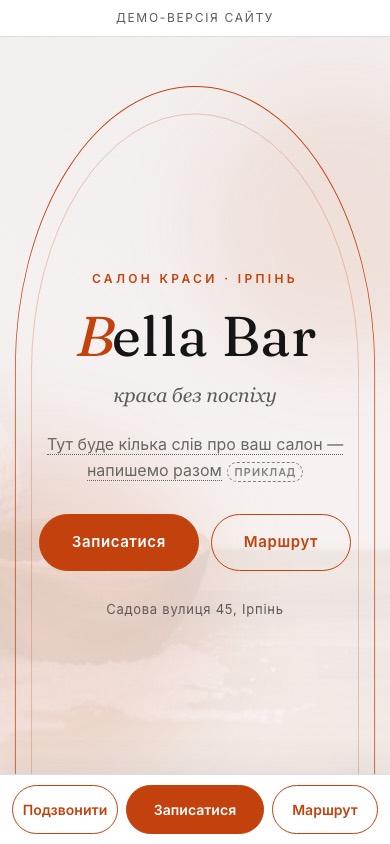 ДЕМО-ВЕРСІЯ САЙТУ
САЛОН КРАСИ · ІРПІНЬ
Bella Bar
краса без поспіху
Тут буде кілька слів про ваш салон —
напишемо разом ПРИКЛАД
Записатися Маршрут
Садова вулиця 45, Ірпінь
Подзвонити Записатися Маршрут